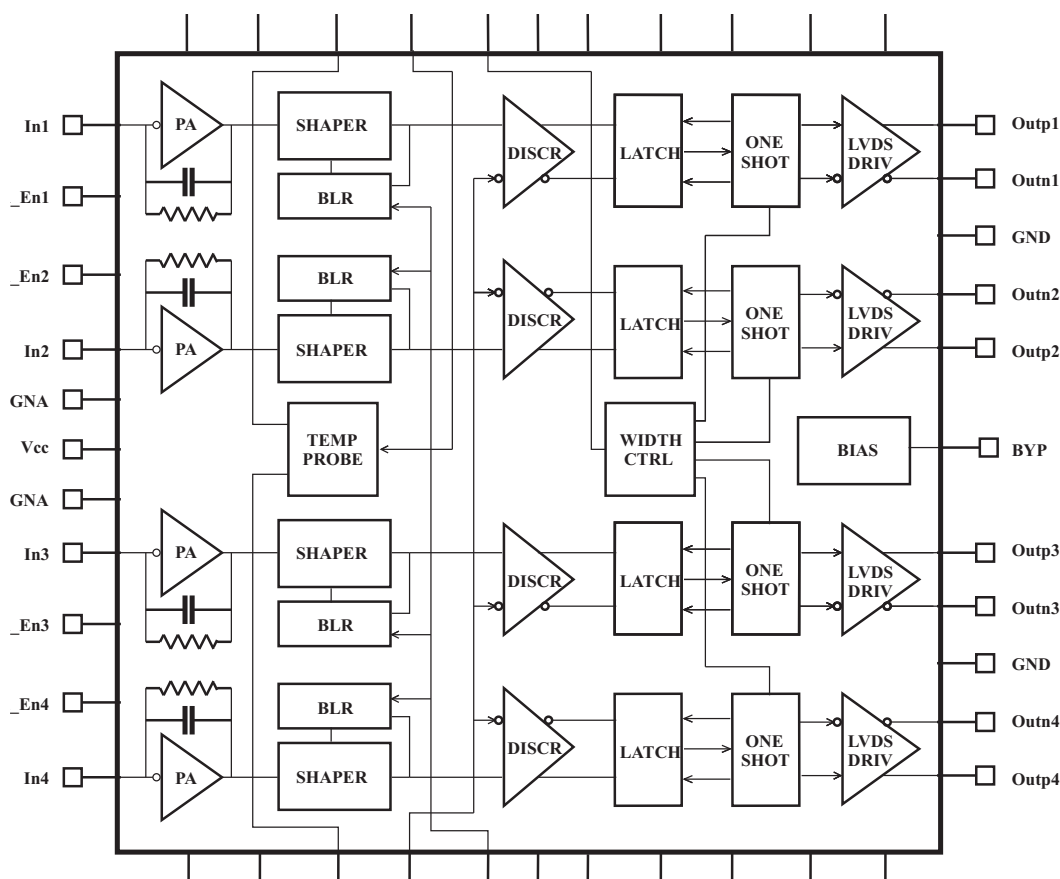 In1
PA
SHAPER
DISCR
LATCH
ONE
SHOT
LVDS
DRIV
Outp1
_En1
BLR
Outn1
GND
_En2
BLR
Outn2
In2
PA
SHAPER
DISCR
LATCH
ONE
SHOT
LVDS
DRIV
Outp2
GNA
Vcc
GNA
TEMP
PROBE
WIDTH
CTRL
BIAS
BYP
In3
PA
SHAPER
DISCR
LATCH
ONE
SHOT
LVDS
DRIV
Outp3
_En3
BLR
Outn3
GND
_En4
BLR
Outn4
In4
PA
SHAPER
DISCR
LATCH
ONE
SHOT
LVDS
DRIV
Outp4